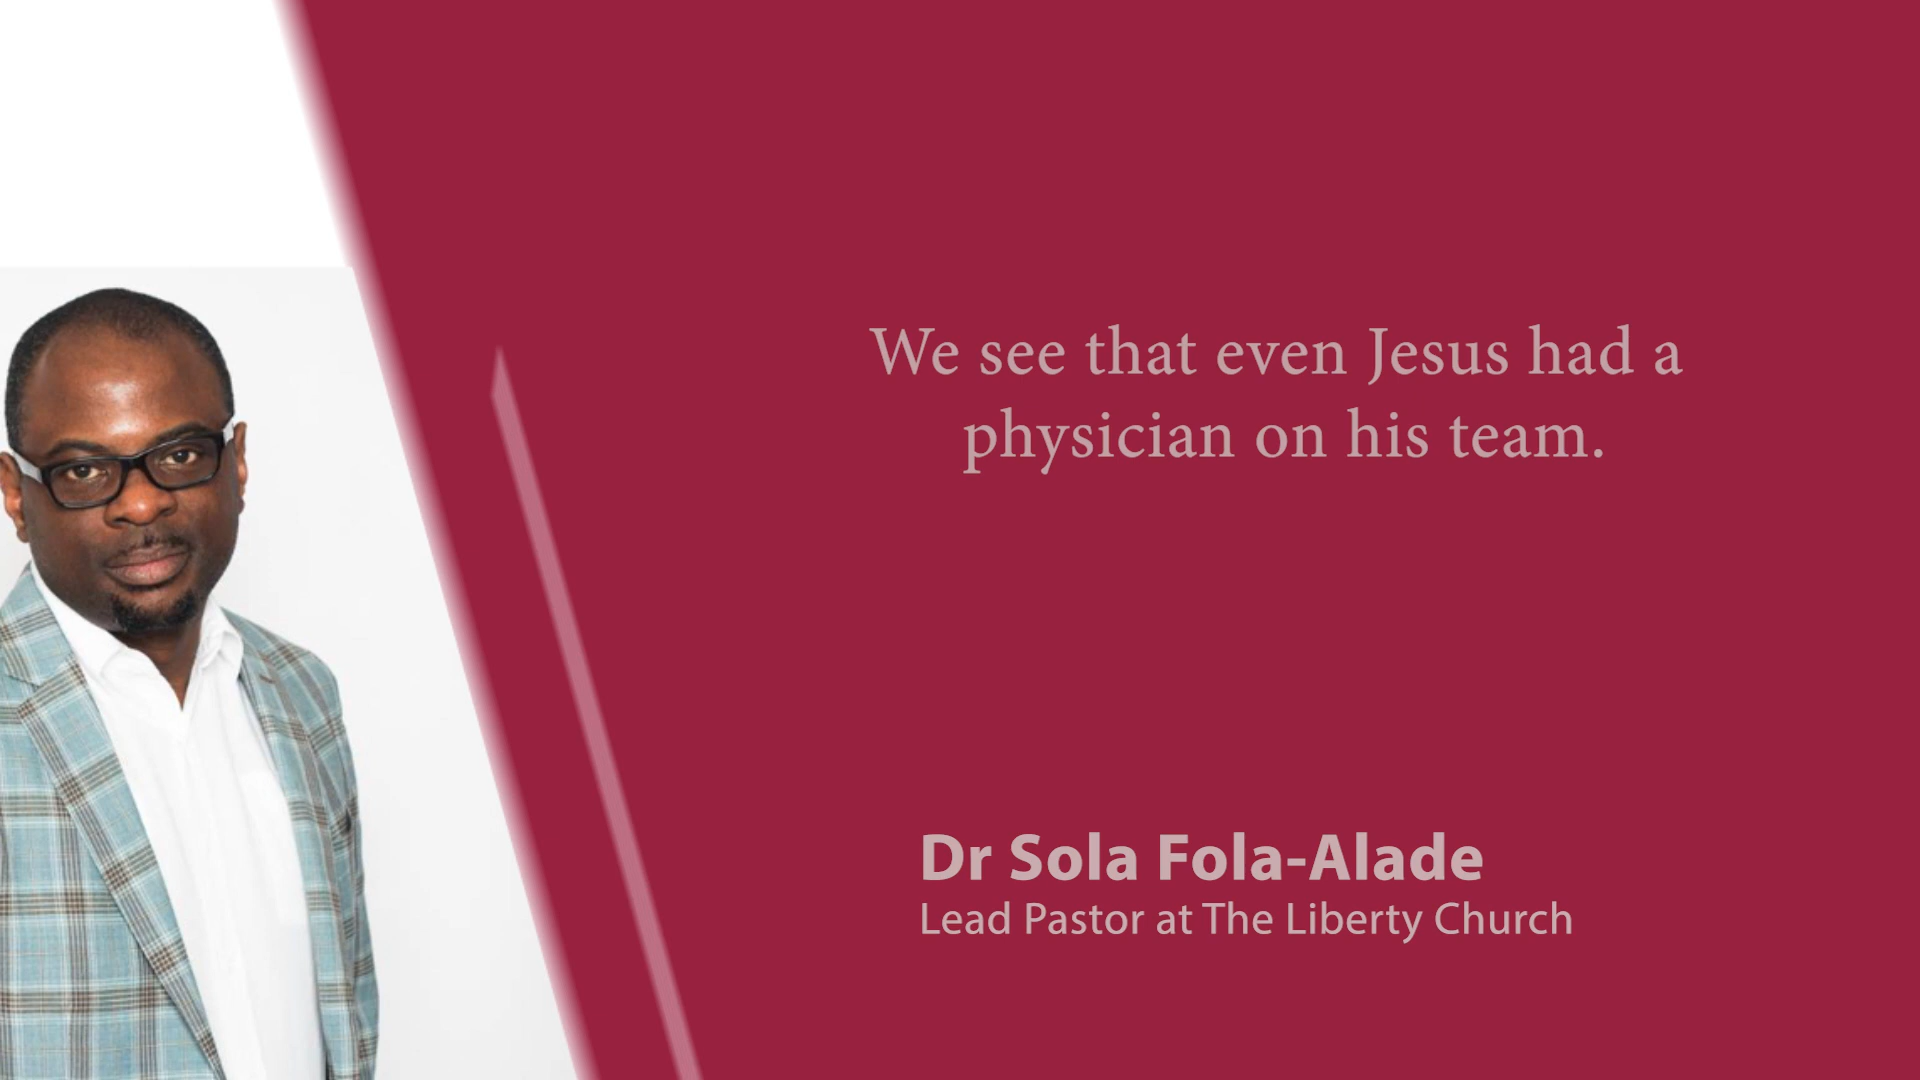 We see that even Jesus had a
physician on his team.
Dr Sola Fola-Alade
Lead Pastor at The Liberty Church